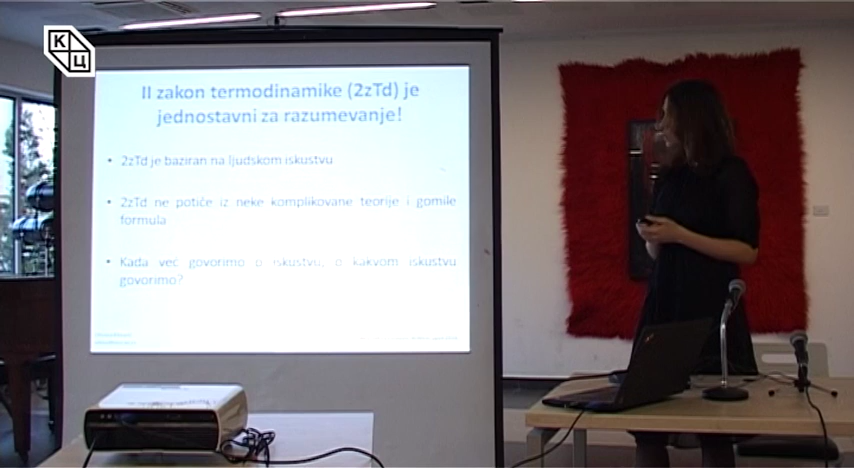 К
Ц
II zakon termodinamike (2zTd) je
jednostavni za razumevanje!
• 2zTd je baziran na ljudskom iskustvu
• 2zTd ne potiče iz neke komplikovane teorije i gomile
formula
• Kada već govorimo o iskustvu, o kakvom iskustvu
govorimo?